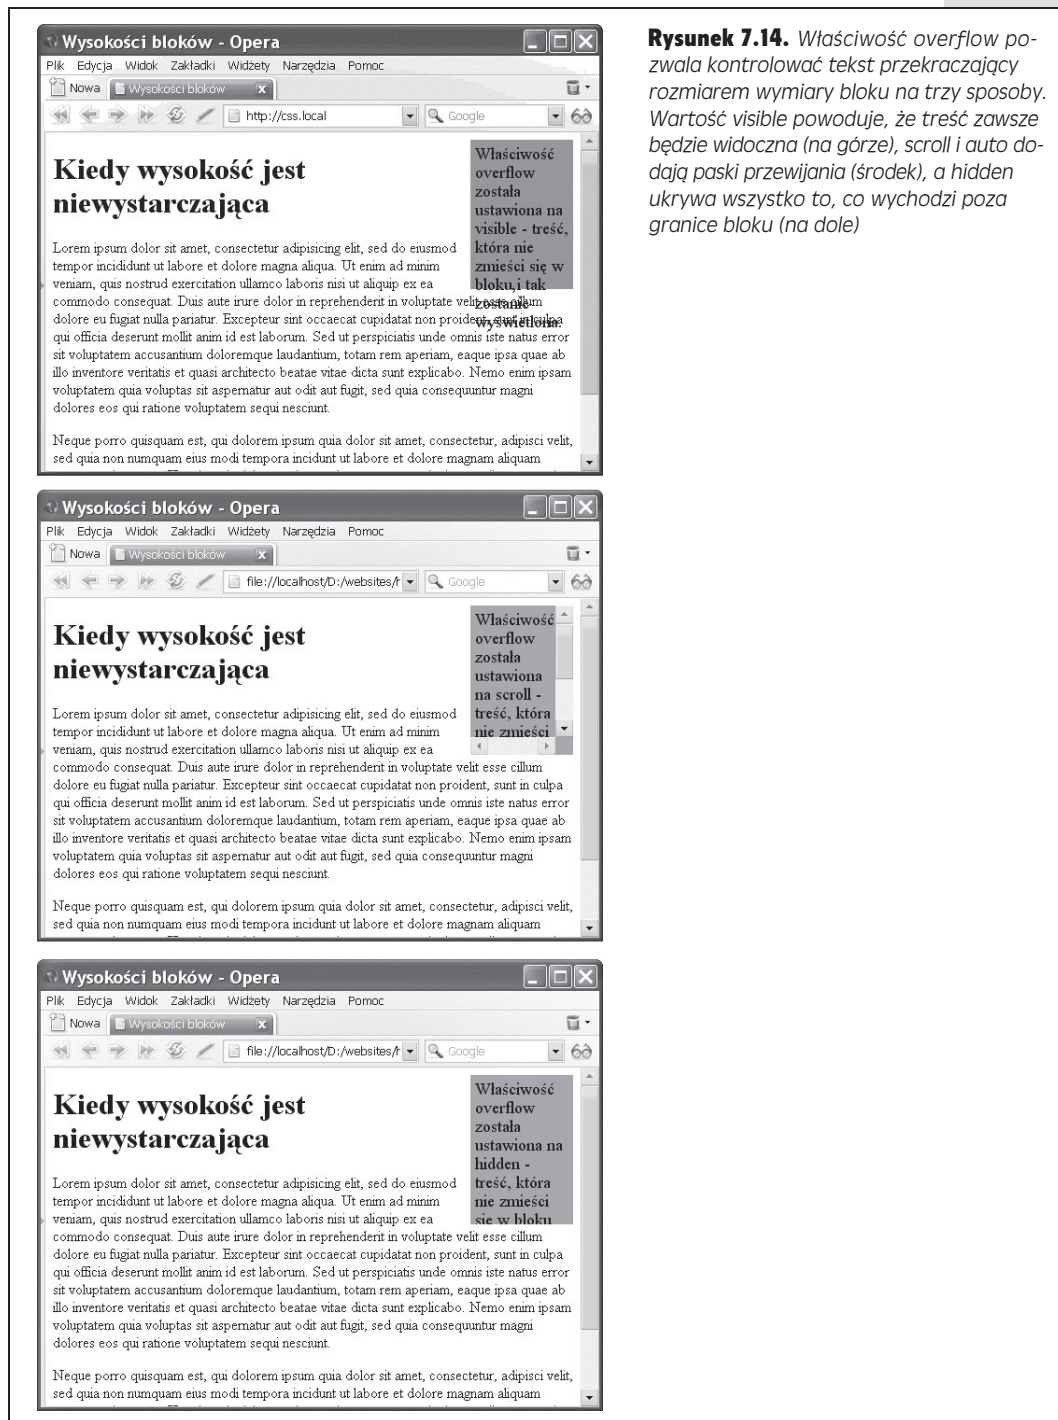 Wysokości bloków - Opera
Plik Edycja Widok Zakładki Widżety Narzędzia Pomoc
Nowa Wysokości bloków
http://css.local Google
Kiedy wysokość jest
niewystarczająca
Lorem ipsum dolor sit amet, consectetur adipisicing elit, sed do eiusmod
tempor incididunt ut labore et dolore magna aliqua. Ut enim ad minim
veniam, quis nostrud exercitation ullamco laboris nisi ut aliquip ex ea
commodo consequat. Duis aute irure dolor in reprehenderit in voluptate velit esse cillum
dolore eu fugiat nulla pariatur. Excepteur sint occaecat cupidatat non proident, sunt in culpa
qui officia deserunt mollit anim id est laborum. Sed ut perspiciatis unde omnis iste natus error
sit voluptatem accusantium doloremque laudantium, totam rem aperiam, eaque ipsa quae ab
illo inventore veritatis et quasi architecto beatae vitae dicta sunt explicabo. Nemo enim ipsam
voluptatem quia voluptas sit aspernatur aut odit aut fugit, sed quia consequuntur magni
dolores eos qui ratione voluptatem sequi nesciunt.
Neque porro quisquam est, qui dolorem ipsum quia dolor sit amet, consectetur, adipisci velit,
sed quia non numquam eius modi tempora incidunt ut labore et dolore magnam aliquam
Właściwość
overflow
została
ustawiona na
visible - treść,
która nie
zmieści się w
bloku,i tak
zostanie
wyświetlona.
Wysokości bloków - Opera
Plik Edycja Widok Zakładki Widżety Narzędzia Pomoc
Nowa Wysokości bloków
file://localhost/D:/websites/r Google
Kiedy wysokość jest
niewystarczająca
Lorem ipsum dolor sit amet, consectetur adipisicing elit, sed do eiusmod
tempor incididunt ut labore et dolore magna aliqua. Ut enim ad minim
veniam, quis nostrud exercitation ullamco laboris nisi ut aliquip ex ea
commodo consequat. Duis aute irure dolor in reprehenderit in voluptate velit esse cillum
dolore eu fugiat nulla pariatur. Excepteur sint occaecat cupidatat non proident, sunt in culpa
qui officia deserunt mollit anim id est laborum. Sed ut perspiciatis unde omnis iste natus error
sit voluptatem accusantium doloremque laudantium, totam rem aperiam, eaque ipsa quae ab
illo inventore veritatis et quasi architecto beatae vitae dicta sunt explicabo. Nemo enim ipsam
voluptatem quia voluptas sit aspernatur aut odit aut fugit, sed quia consequuntur magni
dolores eos qui ratione voluptatem sequi nesciunt.
Neque porro quisquam est, qui dolorem ipsum quia dolor sit amet, consectetur, adipisci velit,
sed quia non numquam eius modi tempora incidunt ut labore et dolore magnam aliquam
Właściwość
overflow
została
ustawiona
na scroll -
treść, która
nie zmieści
Wysokości bloków - Opera
Plik Edycja Widok Zakładki Widżety Narzędzia Pomoc
Nowa Wysokości bloków
file://localhost/D:/websites/r Google
Kiedy wysokość jest
niewystarczająca
Lorem ipsum dolor sit amet, consectetur adipisicing elit, sed do eiusmod
tempor incididunt ut labore et dolore magna aliqua. Ut enim ad minim
veniam, quis nostrud exercitation ullamco laboris nisi ut aliquip ex ea
commodo consequat. Duis aute irure dolor in reprehenderit in voluptate velit esse cillum
dolore eu fugiat nulla pariatur. Excepteur sint occaecat cupidatat non proident, sunt in culpa
qui officia deserunt mollit anim id est laborum. Sed ut perspiciatis unde omnis iste natus error
sit voluptatem accusantium doloremque laudantium, totam rem aperiam, eaque ipsa quae ab
illo inventore veritatis et quasi architecto beatae vitae dicta sunt explicabo. Nemo enim ipsam
voluptatem quia voluptas sit aspernatur aut odit aut fugit, sed quia consequuntur magni
dolores eos qui ratione voluptatem sequi nesciunt.
Neque porro quisquam est, qui dolorem ipsum quia dolor sit amet, consectetur, adipisci velit,
sed quia non numquam eius modi tempora incidunt ut labore et dolore magnam aliquam
Właściwość
overflow
została
ustawiona na
hidden -
treść, która
nie zmieści
się w bloku
Rysunek 7.14. Właściwość overflow po-
zwala kontrolować tekst przekraczający
rozmiarem wymiary bloku na trzy sposoby.
Wartość visible powoduje, że treść zawsze
będzie widoczna (na górze), scroll i auto do-
dają paski przewijania (środek), a hidden
ukrywa wszystko to, co wychodzi poza
granice bloku (na dole)